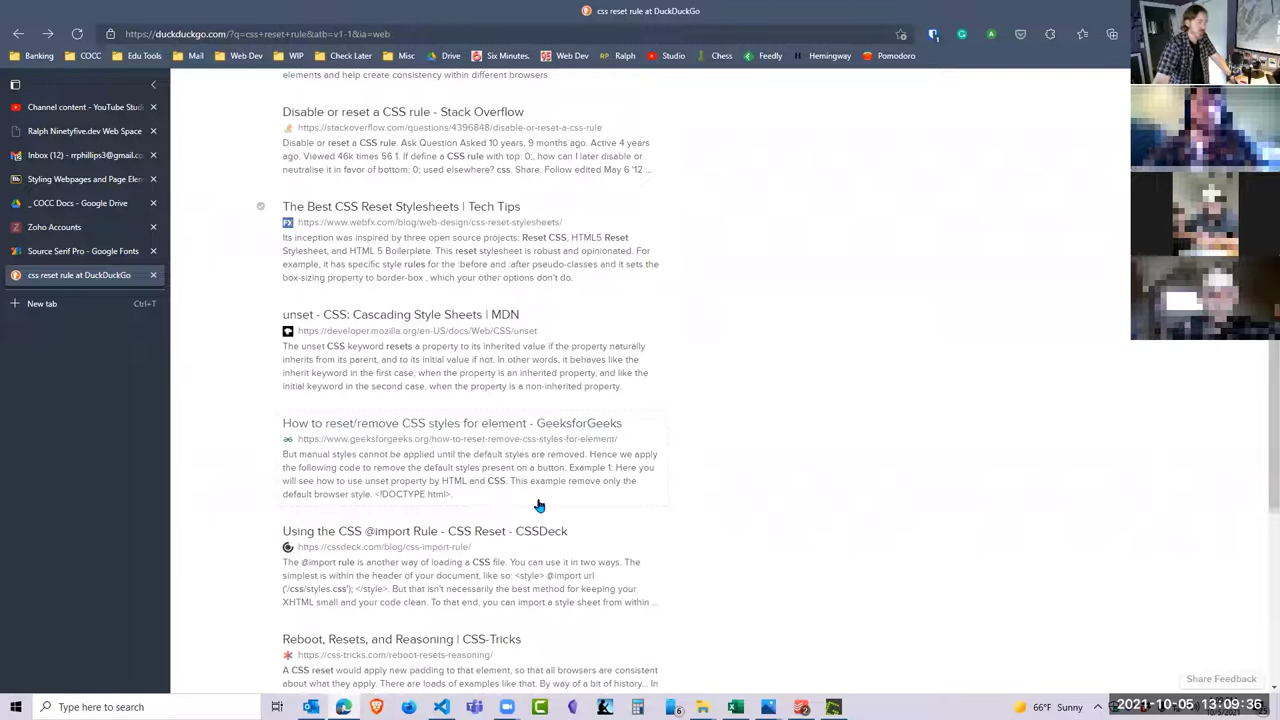 css reset rule at DuckDuckGo
https://duckduckgo.com/?q=css+reset+rule&atb=v1-1&ia=web
Banking
COCC
Edu Tools
Mail
Web Dev
WIP
Check Later
Misc
Drive
Six Minutes.
Web Dev
Ralph
Studio
Chess
Feedly
Hemingway
Pomodoro
Channel content - YouTube Stud
Ralph Ninetyfive.dev Web Space
Inbox (12) - rrphillips3@gmail.co
Styling Webpages and Page Elem
_ COCC Docs - Google Drive
Zoho Accounts
Source Serif Pro - Google Fonts
css reset rule at DuckDuckGo
New tab
Ctrl+T
elements and help create consistency within different browsers.
Disable or reset a CSS rule - Stack Overflow
https://stackoverflow.com/questions/4396848/disable-or-reset-a-css-rule
Disable or reset a CSS rule. Ask Question Asked 10 years, 9 months ago. Active 4 years
ago. Viewed 46k times 56 1. If define a CSS rule with top: 0;, how can I later disable or
neutralise it in favor of bottom: 0; used elsewhere? css. Share. Follow edited May 6 '12 ...
The Best CSS Reset Stylesheets | Tech Tips
https://www.webfx.com/blog/web-design/css-reset-stylesheets/
Its inception was inspired by three open source projects: Reset CSS, HTML5 Reset
Stylesheet, and HTML 5 Boilerplate. This reset stylesheet is robust and opinionated. For
example, it has specific style rules for the :before and :after pseudo-classes and it sets the
box-sizing property to border-box , which your other options don't do.
unset - CSS: Cascading Style Sheets | MDN
https://developer.mozilla.org/en-US/docs/Web/CSS/unset
The unset CSS keyword resets a property to its inherited value if the property naturally
inherits from its parent, and to its initial value if not. In other words, it behaves like the
inherit keyword in the first case, when the property is an inherited property, and like the
initial keyword in the second case, when the property is a non-inherited property.
How to reset/remove CSS styles for element - GeeksforGeeks
https://www.geeksforgeeks.org/how-to-reset-remove-css-styles-for-element/
But manual styles cannot be applied until the default styles are removed. Hence we apply
the following code to remove the default styles present on a button. Example 1: Here you
will see how to use unset property by HTML and CSS. This example remove only the
default browser style. <!DOCTYPE html>.
Using the CSS @import Rule - CSS Reset - CSSDeck
https://cssdeck.com/blog/css-import-rule/
The @import rule is another way of loading a CSS file. You can use it in two ways. The
simplest is within the header of your document, like so: <style> @import url
('/css/styles.css'); </style>. But that isn't necessarily the best method for keeping your
XHTML small and your code clean. To that end, you can import a style sheet from within ...
Reboot, Resets, and Reasoning | CSS-Tricks
https://css-tricks.com/reboot-resets-reasoning/
A CSS reset would apply new padding to that element, so that all browsers are consistent
about what they apply. There are loads of examples like that. By way of a bit of history... In
Share Feedback
Type here to search
66°F Sunny
2021-10-05 13:09:36